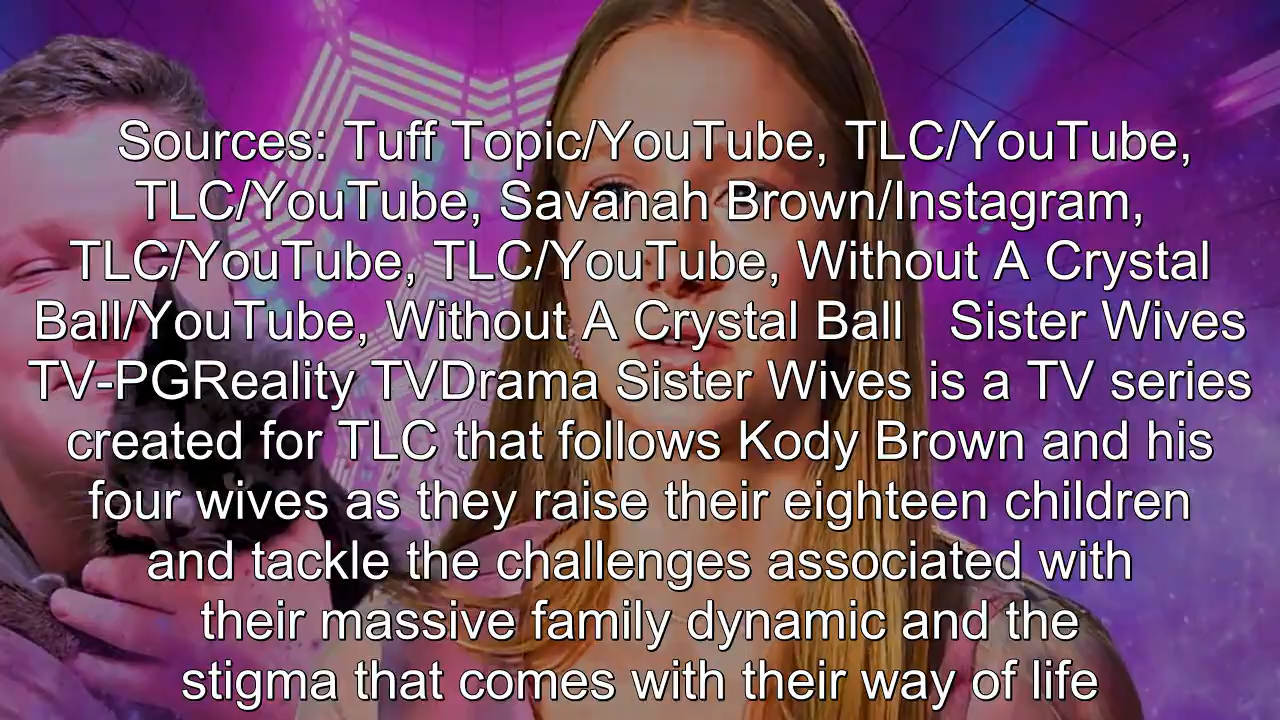 Sources: Tuff Topic/YouTube, TLC/YouTube,
TLC/YouTube, Savanah Brown/Instagram,
TLC/YouTube, TLC/YouTube, Without A Crystal
Ball/YouTube, Without A Crystal Ball   Sister Wives
TV-PGReality TVDrama Sister Wives is a TV series
created for TLC that follows Kody Brown and his
four wives as they raise their eighteen children
and tackle the challenges associated with
their massive family dynamic and the
stigma that comes with their way of life